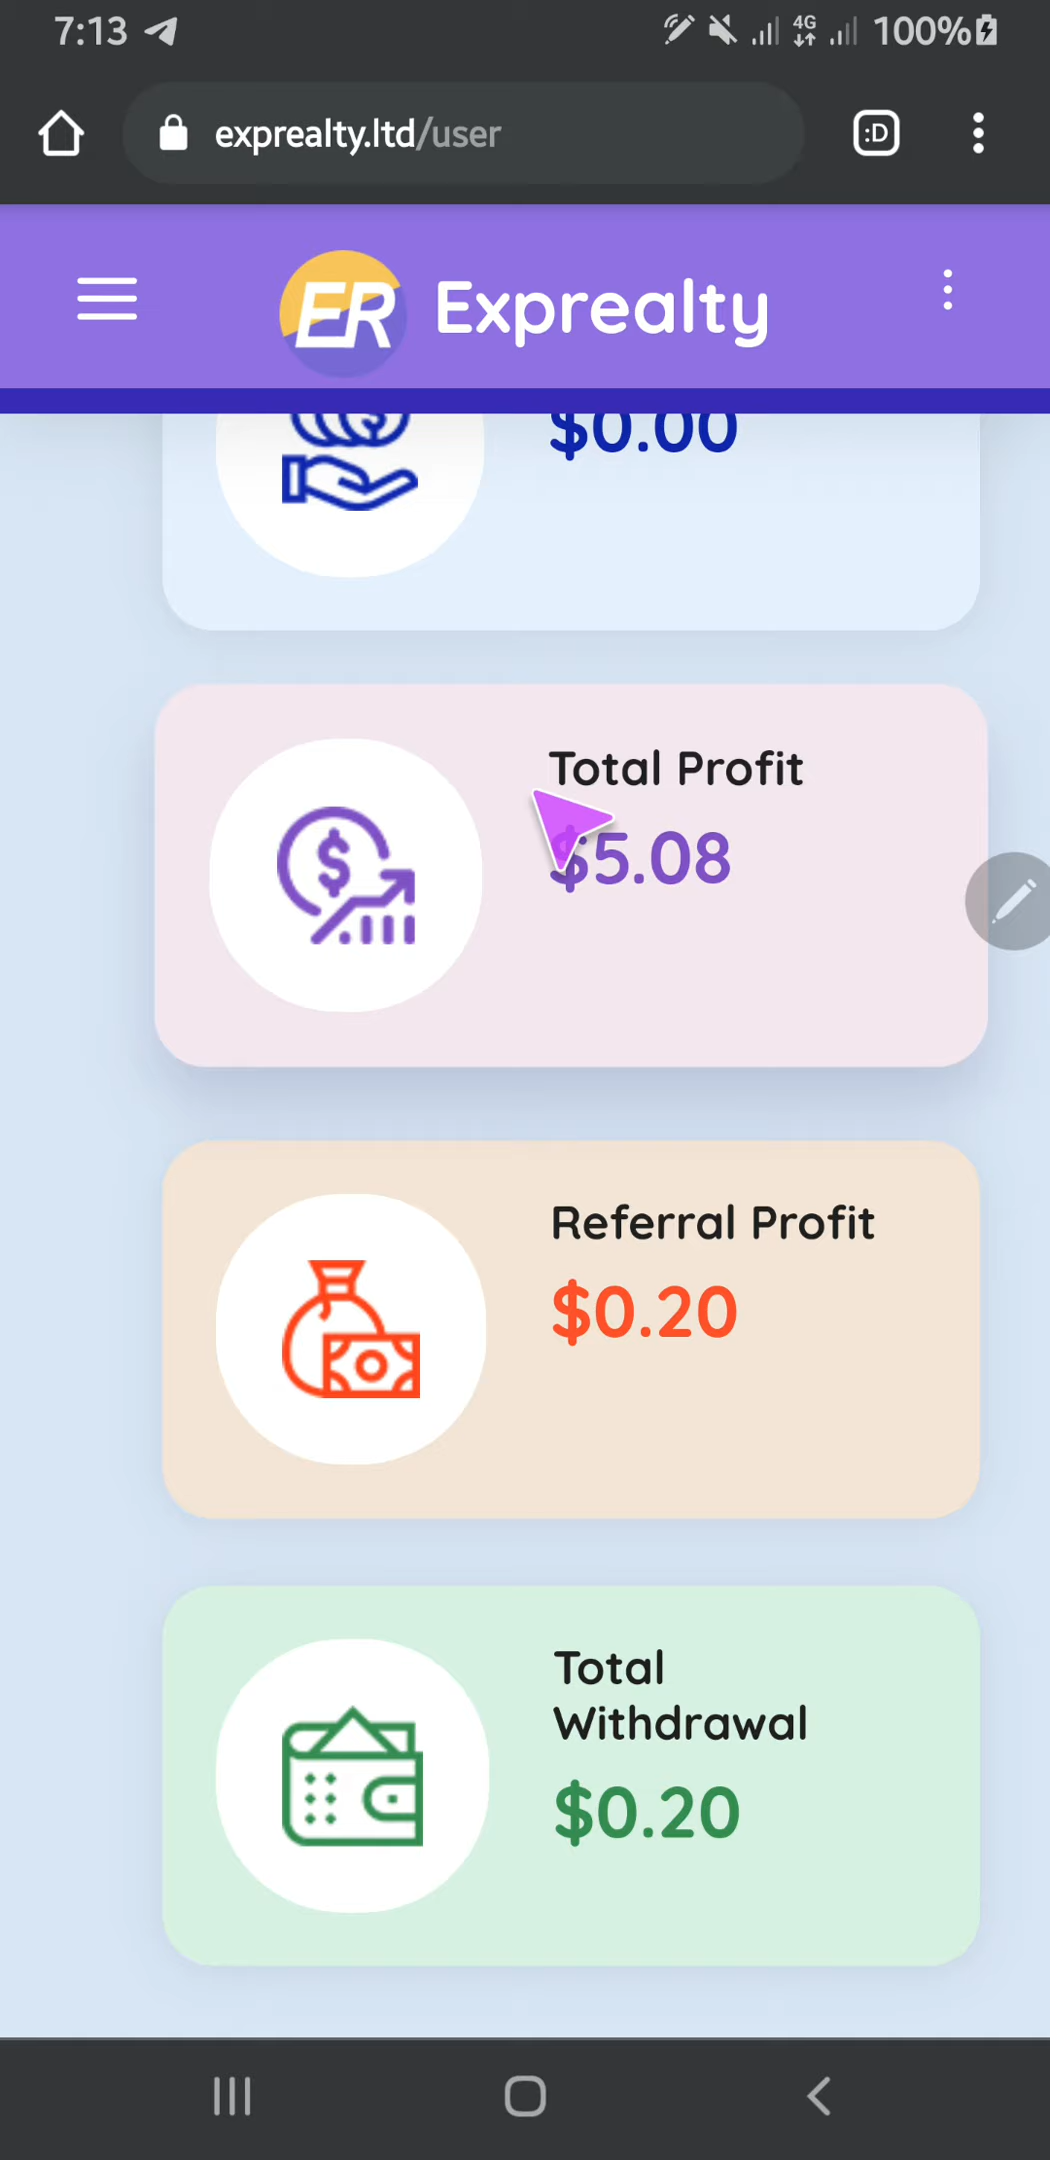 7:13
4G
100%
exprealty.ltd/user
:D
ER
Exprealty
$0.00
Total Profit
$5.08
Referral Profit
$0.20
Total
Withdrawal
$0.20